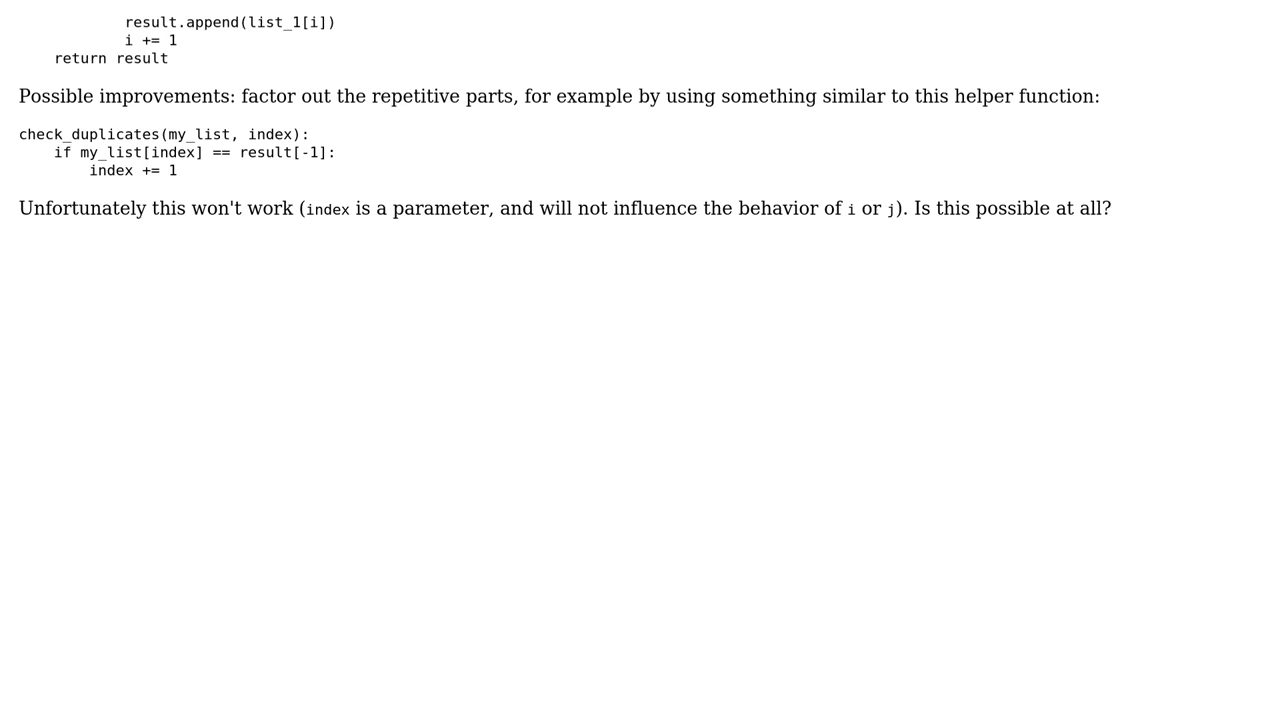 result.append(list_1[i])
            i += 1
    return result
Possible improvements: factor out the repetitive parts, for example by using something similar to this helper function:
check_duplicates(my_list, index):
    if my_list[index] == result[-1]:
        index += 1
Unfortunately this won't work (index is a parameter, and will not influence the behavior of i or j). Is this possible at all?